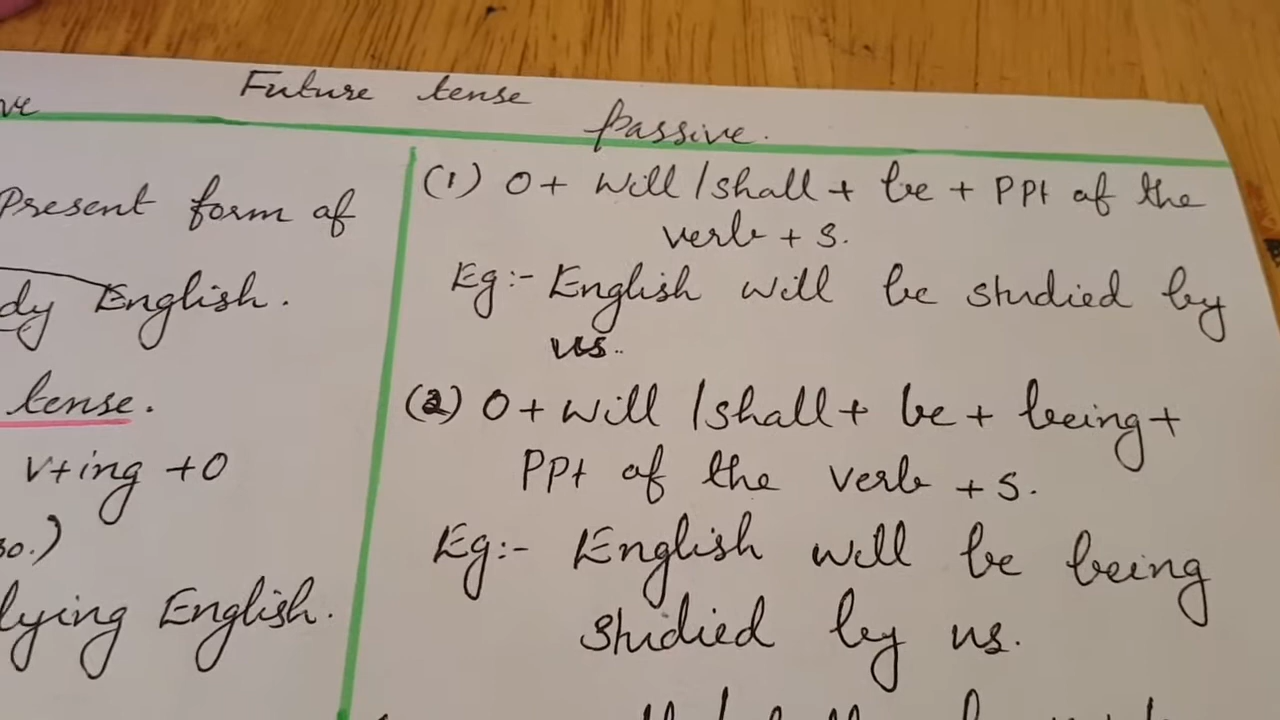 Future tense
Passive.
Present form of
English.
tense.
v+ing +O
English.
(1) O + will / shall + be + PPt of the
verb + S.
Eg:- English will be studied by
us..
(2) O + will / shall + be + being +
PPt of the verb + S.
Eg:- English will be being
studied by us.